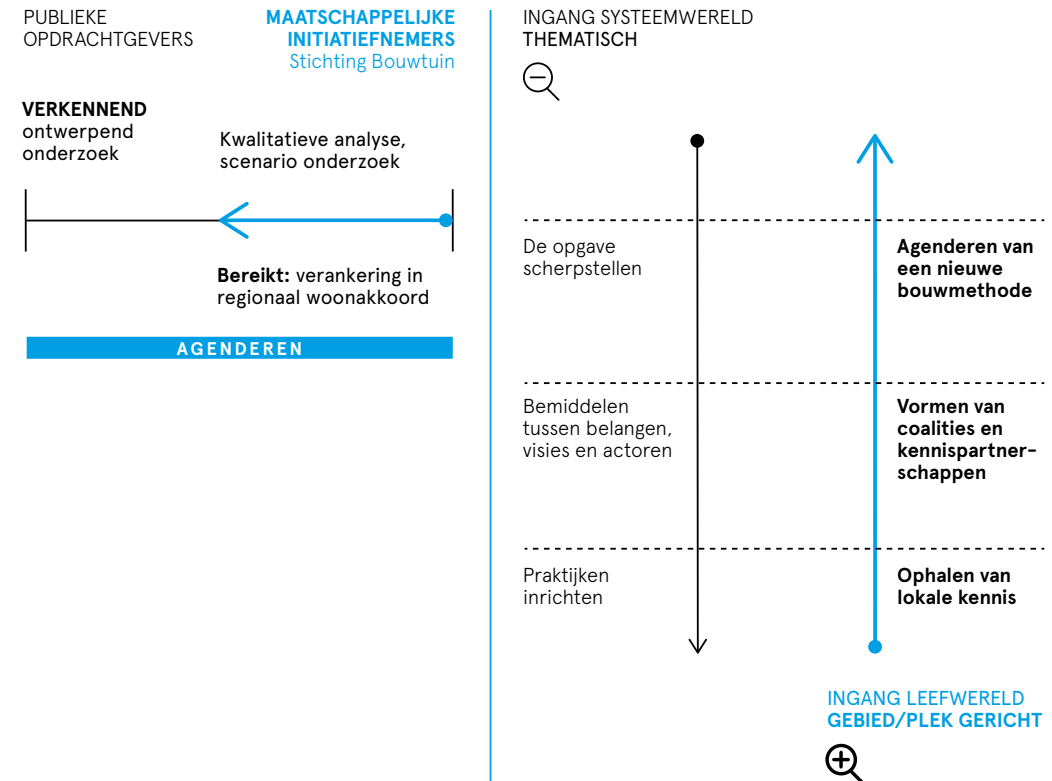 PUBLIEKE
OPDRACHTGEVERS
MAATSCHAPPELIJKE
INITIATIEFNEMERS
Stichting Bouwtuin
VERKENNEND
ontwerpend
onderzoek
Kwalitatieve analyse,
scenario onderzoek
Bereikt: verankering in
regionaal woonakkoord
AGENDEREN
INGANG SYSTEEMWERELD
THEMATISCH
De opgave
scherpstellen
Agenderen van
een nieuwe
bouwmethode
Bemiddelen
tussen belangen,
visies en actoren
Vormen van
coalities en
kennispartner-
schappen
Praktijken
inrichten
Ophalen van
lokale kennis
INGANG LEEFWERELD
GEBIED/PLEK GERICHT